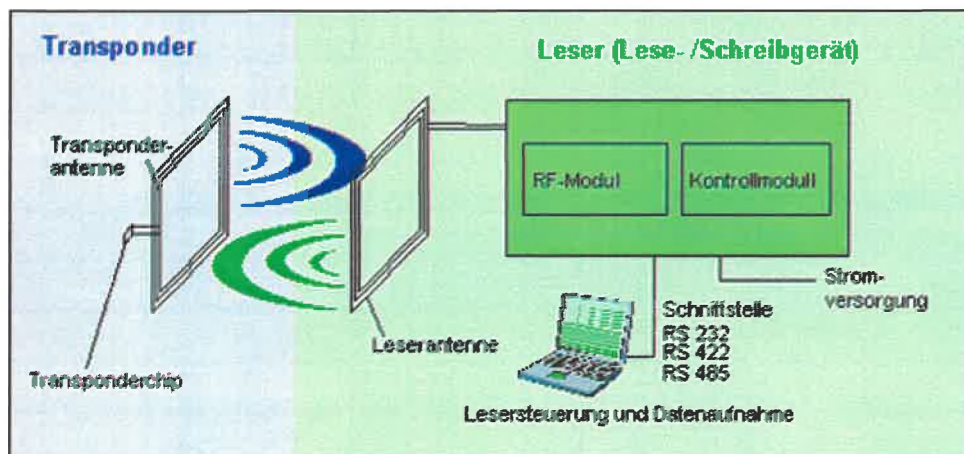 Transponder
Leser (Lese- /Schreibgerät)
Transponder-
antenne
RF-Modul
Kontrollmodull
Strom-
versorgung
Schnittstelle
RS 232
RS 422
RS 485
Leserantenne
Transponderchip
Lesersteuerung und Datenaufnahme